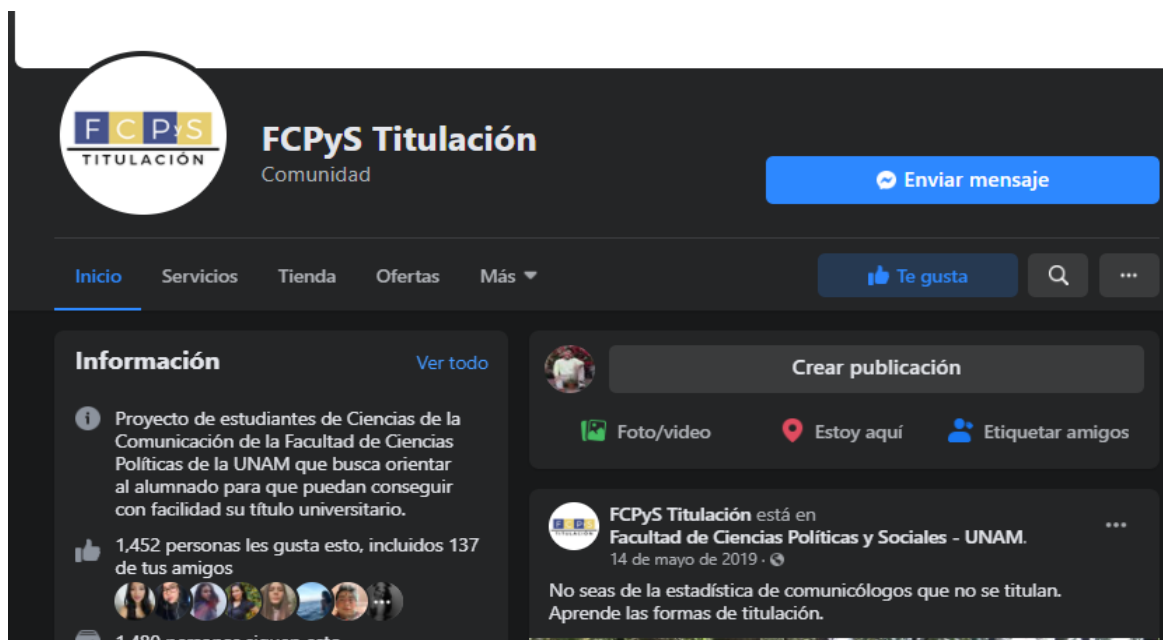 FCPyS
TITULACIÓN
FCPyS Titulación
Comunidad
Enviar mensaje
Inicio
Servicios
Tienda
Ofertas
Más
Te gusta
Información
Ver todo
Proyecto de estudiantes de Ciencias de la
Comunicación de la Facultad de Ciencias
Políticas de la UNAM que busca orientar
al alumnado para que puedan conseguir
con facilidad su título universitario.
1,452 personas les gusta esto, incluidos 137
de tus amigos
Crear publicación
Foto/video
Estoy aquí
Etiquetar amigos
FCPyS Titulación está en
Facultad de Ciencias Políticas y Sociales - UNAM.
14 de mayo de 2019 ·
No seas de la estadística de comunicólogos que no se titulan.
Aprende las formas de titulación.